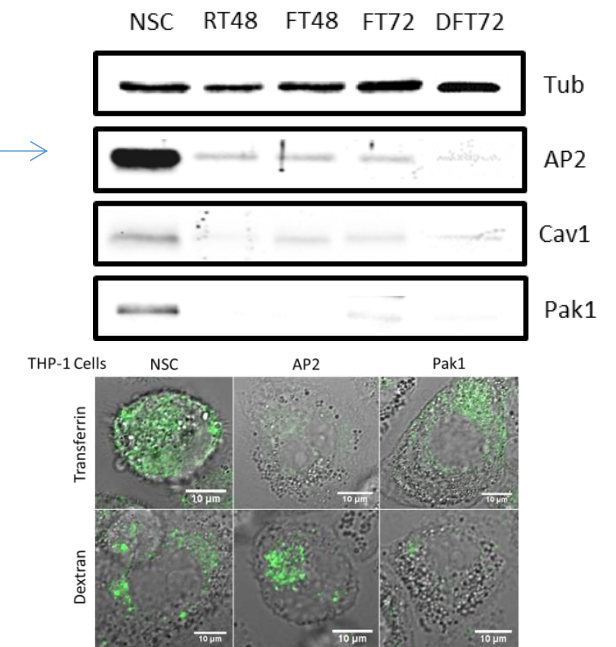 NSC RT48 FT48 FT72 DFT72
Tub
AP2
Cav1
Pak1
THP-1 Cells NSC AP2 Pak1
Transferrin
10 μm 10 μm 10 μm
Dextran
10 μm 10 μm 10 μm